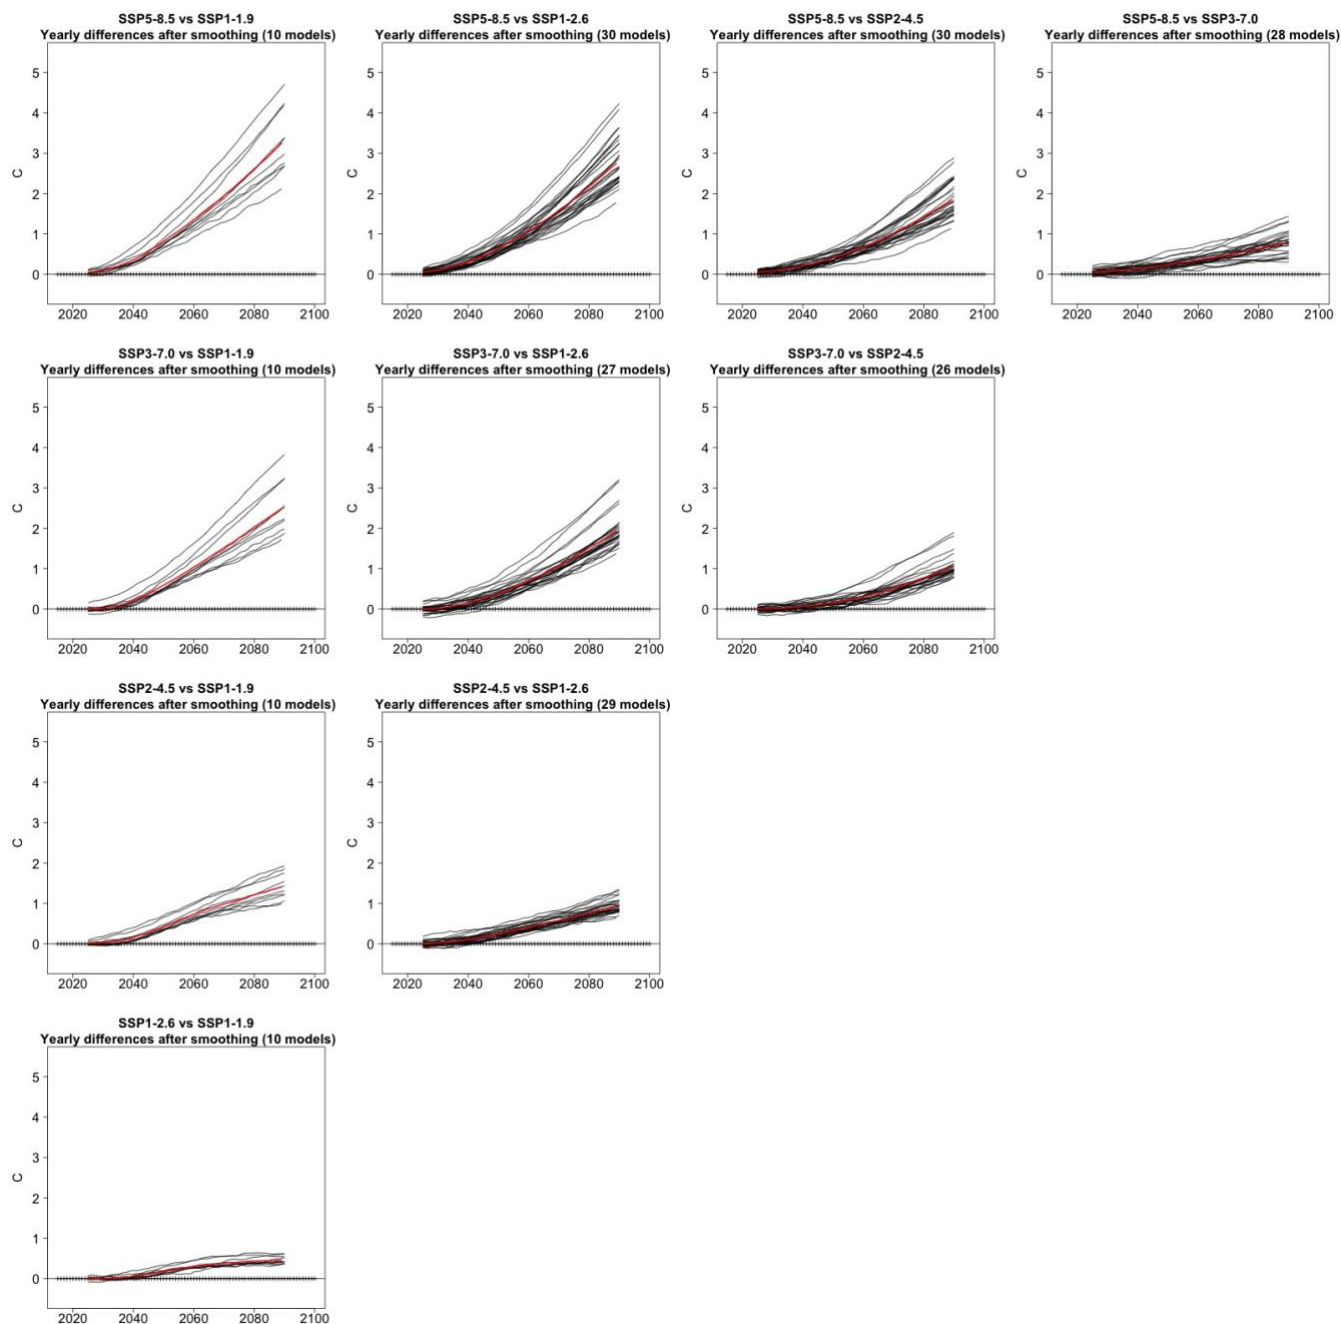 SSP5-8.5 vs SSP1-1.9
Yearly differences after smoothing (10 models)
C
5
4
3
2
1
0
2020 2040 2060 2080 2100
SSP5-8.5 vs SSP1-2.6
Yearly differences after smoothing (30 models)
C
5
4
3
2
1
0
2020 2040 2060 2080 2100
SSP5-8.5 vs SSP2-4.5
Yearly differences after smoothing (30 models)
C
5
4
3
2
1
0
2020 2040 2060 2080 2100
SSP5-8.5 vs SSP3-7.0
Yearly differences after smoothing (28 models)
C
5
4
3
2
1
0
2020 2040 2060 2080 2100
SSP3-7.0 vs SSP1-1.9
Yearly differences after smoothing (10 models)
C
5
4
3
2
1
0
2020 2040 2060 2080 2100
SSP3-7.0 vs SSP1-2.6
Yearly differences after smoothing (27 models)
C
5
4
3
2
1
0
2020 2040 2060 2080 2100
SSP3-7.0 vs SSP2-4.5
Yearly differences after smoothing (26 models)
C
5
4
3
2
1
0
2020 2040 2060 2080 2100
SSP2-4.5 vs SSP1-1.9
Yearly differences after smoothing (10 models)
C
5
4
3
2
1
0
2020 2040 2060 2080 2100
SSP2-4.5 vs SSP1-2.6
Yearly differences after smoothing (29 models)
C
5
4
3
2
1
0
2020 2040 2060 2080 2100
SSP1-2.6 vs SSP1-1.9
Yearly differences after smoothing (10 models)
C
5
4
3
2
1
0
2020 2040 2060 2080 2100